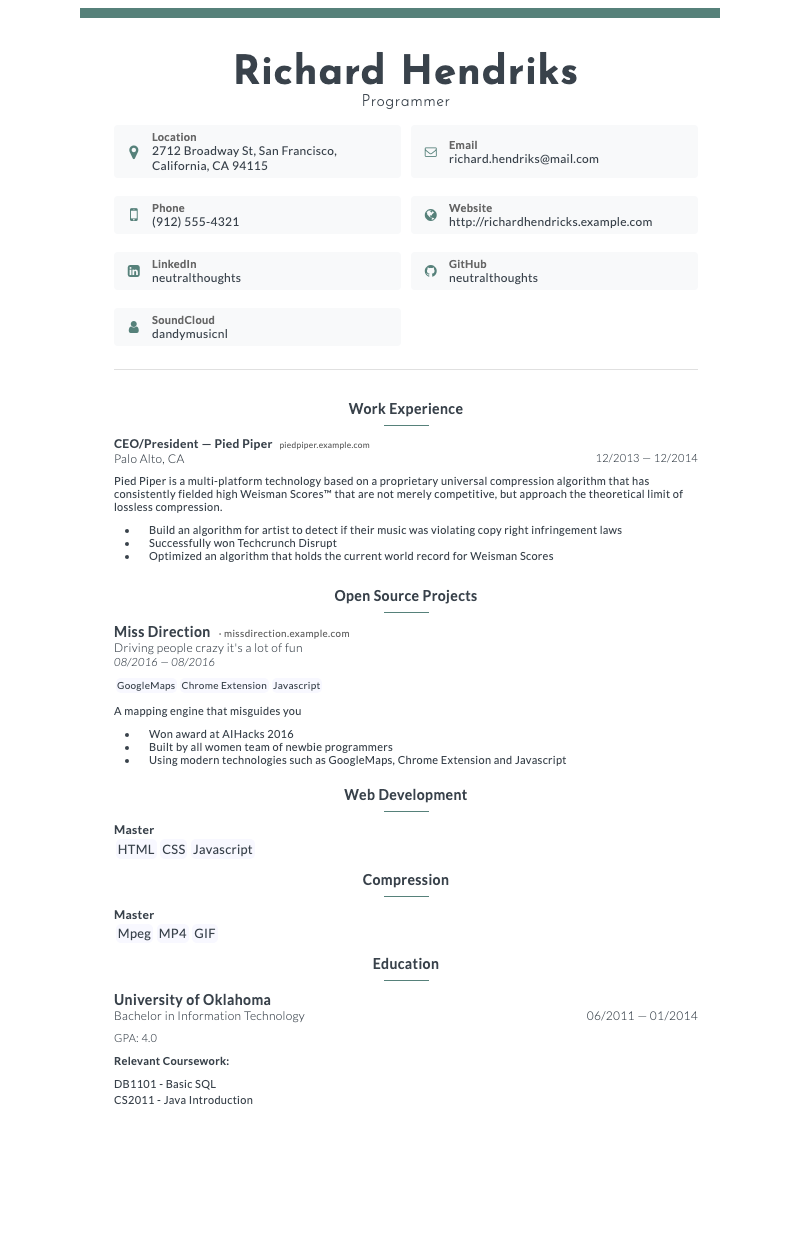 Richard Hendriks
Programmer
Location
2712 Broadway St, San Francisco,
California, CA 94115
Email
richard.hendriks@mail.com
Phone
(912) 555-4321
Website
http://richardhendricks.example.com
LinkedIn
neutralthoughts
GitHub
neutralthoughts
SoundCloud
dandymusicnl
Work Experience
CEO/President — Pied Piper piedpiper.example.com
Palo Alto, CA 12/2013 — 12/2014
Pied Piper is a multi-platform technology based on a proprietary universal compression algorithm that has
consistently fielded high Weisman Scores™ that are not merely competitive, but approach the theoretical limit of
lossless compression.
• Build an algorithm for artist to detect if their music was violating copy right infringement laws
• Successfully won Techcrunch Disrupt
• Optimized an algorithm that holds the current world record for Weisman Scores
Open Source Projects
Miss Direction · missdirection.example.com
Driving people crazy it's a lot of fun
08/2016 — 08/2016
GoogleMaps Chrome Extension Javascript
A mapping engine that misguides you
• Won award at AIHacks 2016
• Built by all women team of newbie programmers
• Using modern technologies such as GoogleMaps, Chrome Extension and Javascript
Web Development
Master
HTML CSS Javascript
Compression
Master
Mpeg MP4 GIF
Education
University of Oklahoma
Bachelor in Information Technology 06/2011 — 01/2014
GPA: 4.0
Relevant Coursework:
DB1101 - Basic SQL
CS2011 - Java Introduction